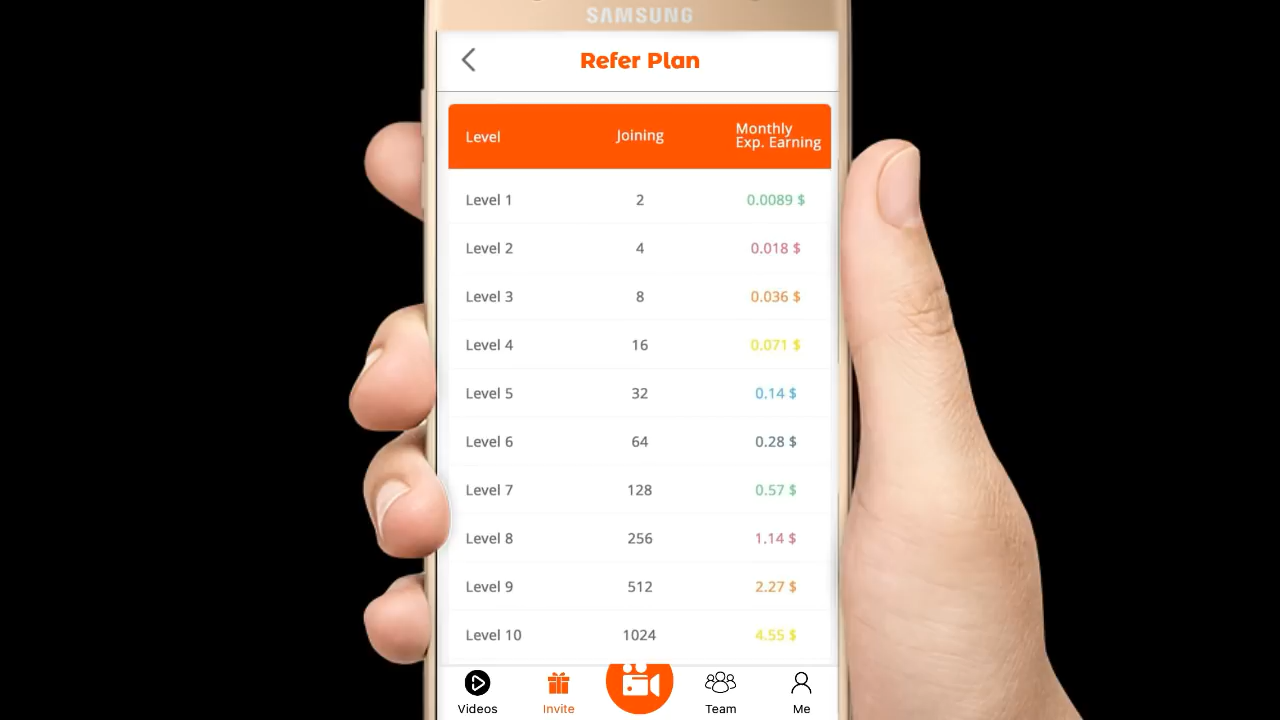 SAMSUNG
Refer Plan
Level Joining Monthly
Exp. Earning
Level 1 2 0.0089 $
Level 2 4 0.018 $
Level 3 8 0.036 $
Level 4 16 0.071 $
Level 5 32 0.14 $
Level 6 64 0.28 $
Level 7 128 0.57 $
Level 8 256 1.14 $
Level 9 512 2.27 $
Level 10 1024 4.55 $
Videos Invite Team Me